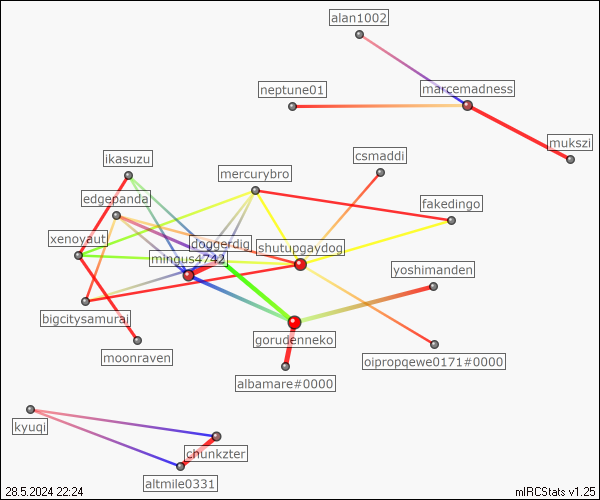 alan1002
neptune01
marcemadness
mukszi
ikasuzu
csmaddi
mercurybro
edgepanda
fakedingo
xenoyaut
doggerdig
shutupgaydog
mingus4742
yoshimanden
bigcitysamurai
gorudenneko
moonraven
oipropqewe0171#0000
albamare#0000
kyuqi
chunkzter
altmile0331
28.5.2024 22:24
mIRCStats v1.25